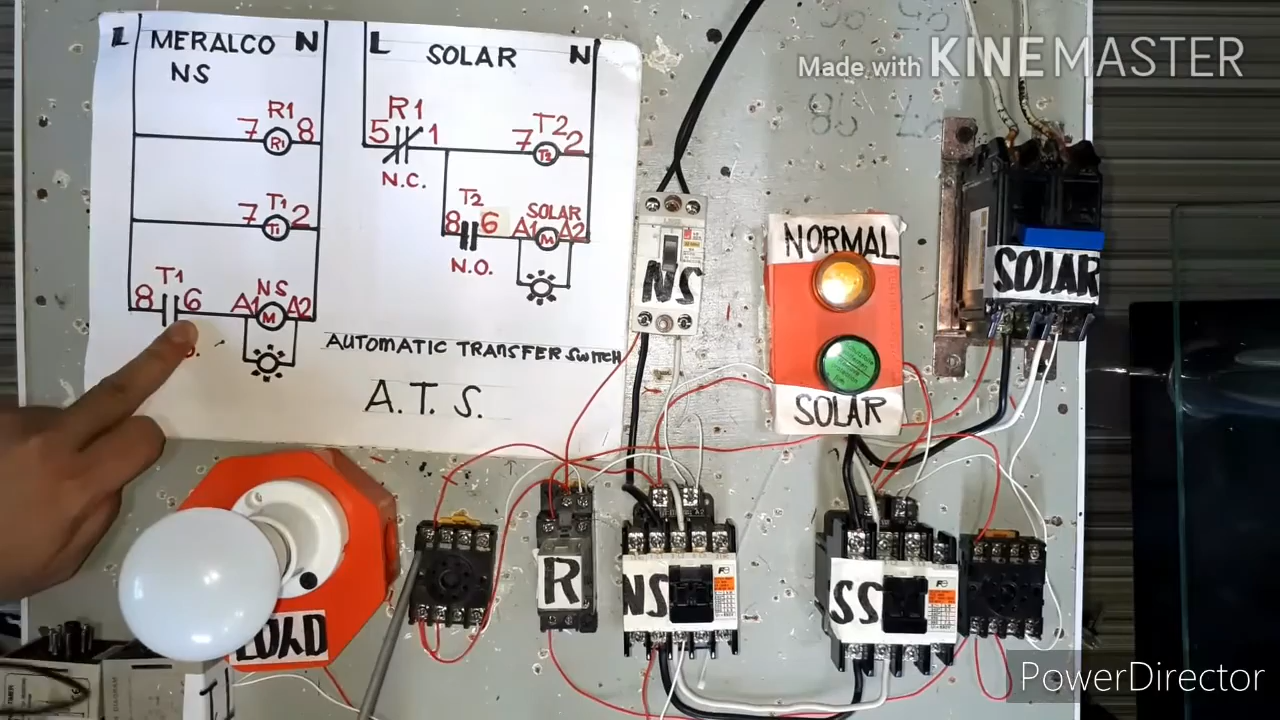 L MERALCO N
NS
R1
7 R1 8
T1
7 T1 2
T1
8 6
NS
A1 M A2
L SOLAR N
R1
5 1
N.C.
T2
7 T2 2
T2
8 6
N.O.
SOLAR
A1 M A2
AUTOMATIC TRANSFER SWITCH
A.T.S.
Made with KINEMASTER
NS
NORMAL
SOLAR
SOLAR
LOAD
R
NS
SS
PowerDirector